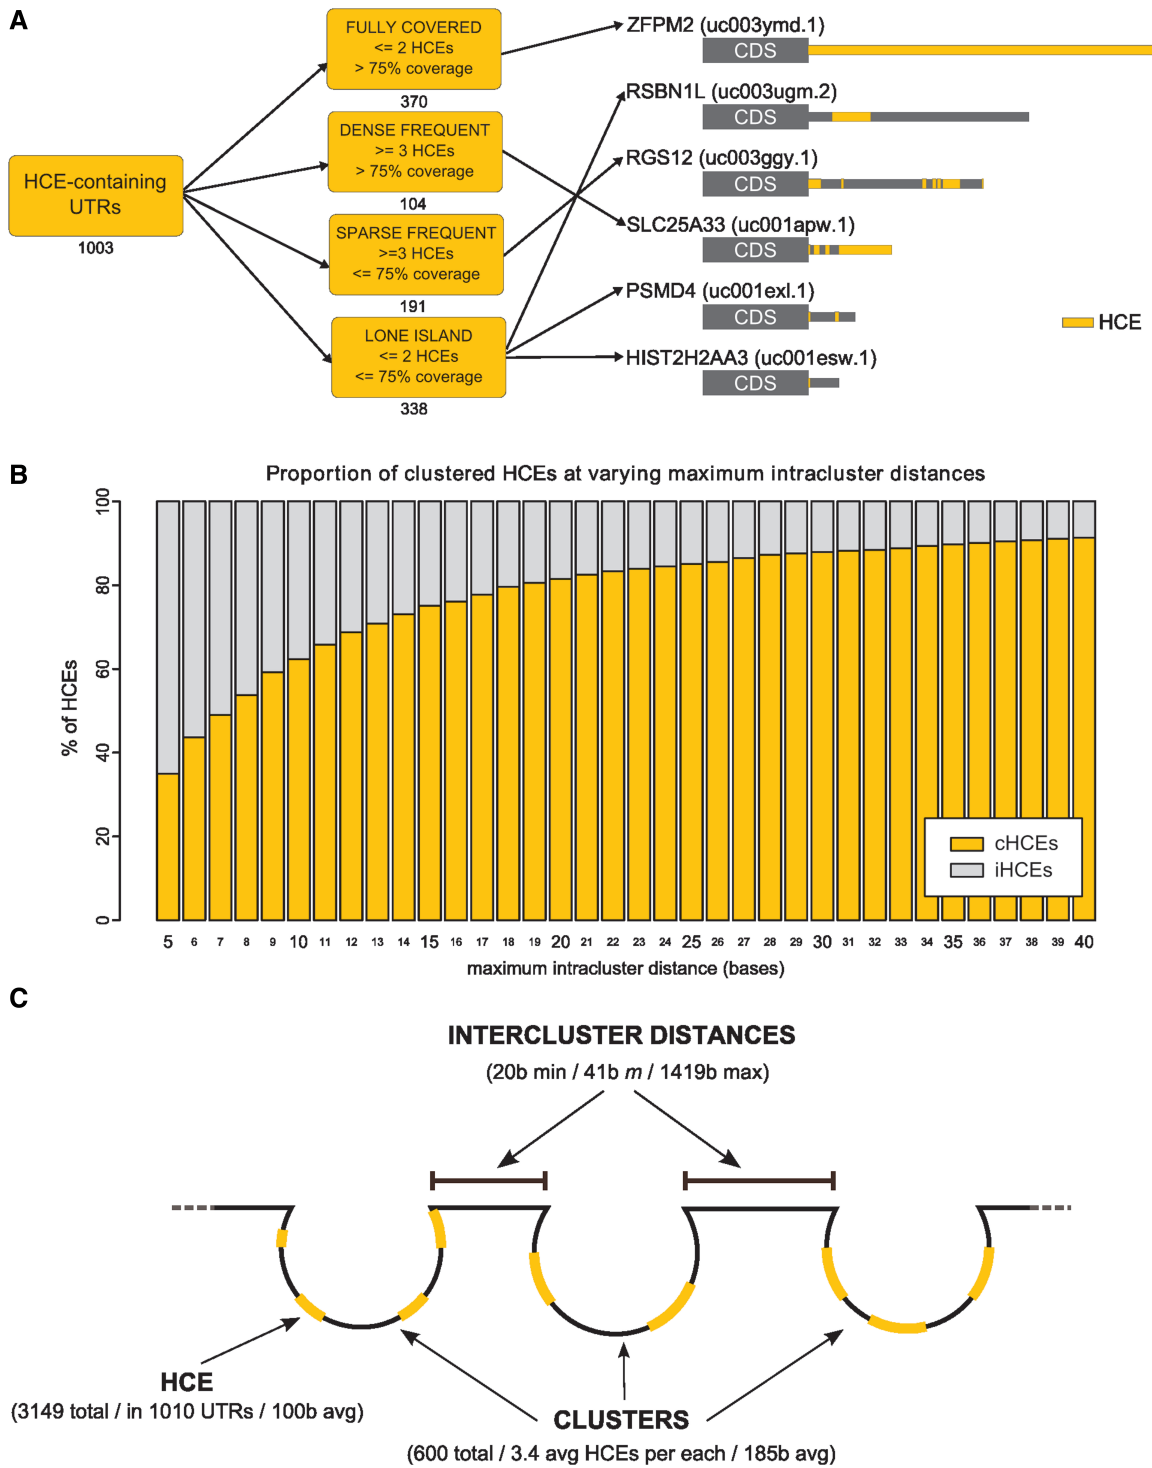 A
HCE-containing
UTRs
1003
FULLY COVERED
<= 2 HCEs
> 75% coverage
370
DENSE FREQUENT
>= 3 HCEs
> 75% coverage
104
SPARSE FREQUENT
>=3 HCEs
<= 75% coverage
191
LONE ISLAND
<= 2 HCEs
<= 75% coverage
338
ZFPM2 (uc003ymd.1)
CDS
RSBN1L (uc003ugm.2)
CDS
RGS12 (uc003ggy.1)
CDS
SLC25A33 (uc001apw.1)
CDS
PSMD4 (uc001exl.1)
CDS
HIST2H2AA3 (uc001esw.1)
CDS
HCE
B
Proportion of clustered HCEs at varying maximum intracluster distances
% of HCEs
100
80
60
40
20
0
cHCEs
iHCEs
5 6 7 8 9 10 11 12 13 14 15 16 17 18 19 20 21 22 23 24 25 26 27 28 29 30 31 32 33 34 35 36 37 38 39 40
maximum intracluster distance (bases)
C
INTERCLUSTER DISTANCES
(20b min / 41b m / 1419b max)
HCE
(3149 total / in 1010 UTRs / 100b avg)
CLUSTERS
(600 total / 3.4 avg HCEs per each / 185b avg)